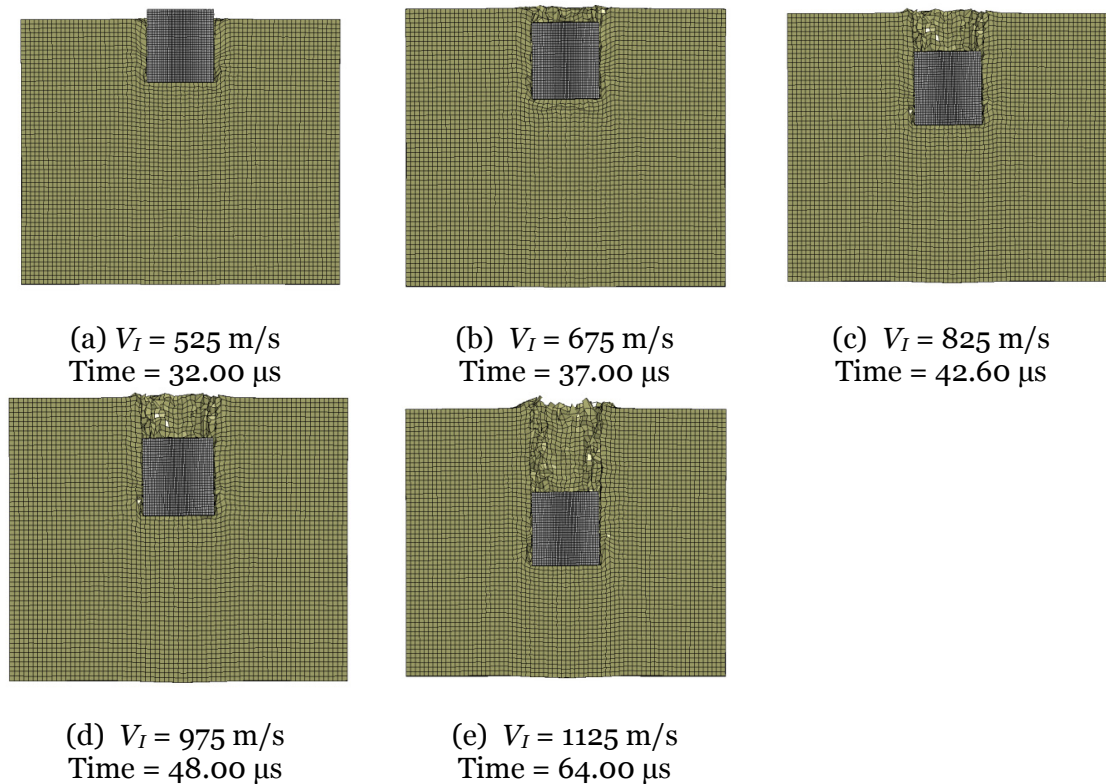 (a) V_I = 525 m/s
Time = 32.00 μs
(b) V_I = 675 m/s
Time = 37.00 μs
(c) V_I = 825 m/s
Time = 42.60 μs
(d) V_I = 975 m/s
Time = 48.00 μs
(e) V_I = 1125 m/s
Time = 64.00 μs